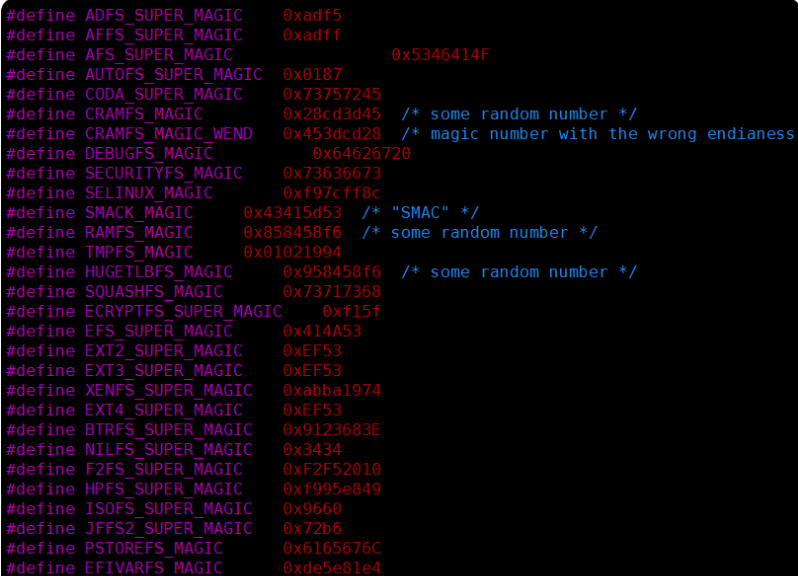 #define ADFS_SUPER_MAGIC 0xadf5
#define AFFS_SUPER_MAGIC 0xadff
#define AFS_SUPER_MAGIC 0x5346414F
#define AUTOFS_SUPER_MAGIC 0x0187
#define CODA_SUPER_MAGIC 0x73757245
#define CRAMFS_MAGIC 0x28cd3d45 /* some random number */
#define CRAMFS_MAGIC_WEND 0x453dcd28 /* magic number with the wrong endianess
#define DEBUGFS_MAGIC 0x64626720
#define SECURITYFS_MAGIC 0x73636673
#define SELINUX_MAGIC 0xf97cff8c
#define SMACK_MAGIC 0x43415d53 /* "SMAC" */
#define RAMFS_MAGIC 0x858458f6 /* some random number */
#define TMPFS_MAGIC 0x01021994
#define HUGETLBFS_MAGIC 0x958458f6 /* some random number */
#define SQUASHFS_MAGIC 0x73717368
#define ECRYPTFS_SUPER_MAGIC 0xf15f
#define EFS_SUPER_MAGIC 0x414A53
#define EXT2_SUPER_MAGIC 0xEF53
#define EXT3_SUPER_MAGIC 0xEF53
#define XENFS_SUPER_MAGIC 0xabba1974
#define EXT4_SUPER_MAGIC 0xEF53
#define BTRFS_SUPER_MAGIC 0x9123683E
#define NILFS_SUPER_MAGIC 0x3434
#define F2FS_SUPER_MAGIC 0xF2F52010
#define HPFS_SUPER_MAGIC 0xf995e849
#define ISOFS_SUPER_MAGIC 0x9660
#define JFFS2_SUPER_MAGIC 0x72b6
#define PSTOREFS_MAGIC 0x6165676C
#define EFIVARFS_MAGIC 0xde5e81e4